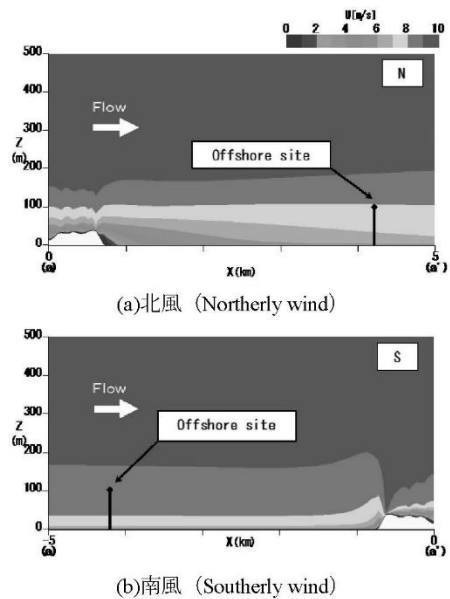 U[m/s]
0 2 4 6 8 10
500
400
300
Z
(m)
200
100
0
N
Flow
Offshore site
0
(a)
X(km)
5
(a')
(a)北風 (Northerly wind)
500
400
300
Z
(m)
200
100
0
S
Flow
Offshore site
-5
(a)
X(km)
0
(a')
(b)南風 (Southerly wind)